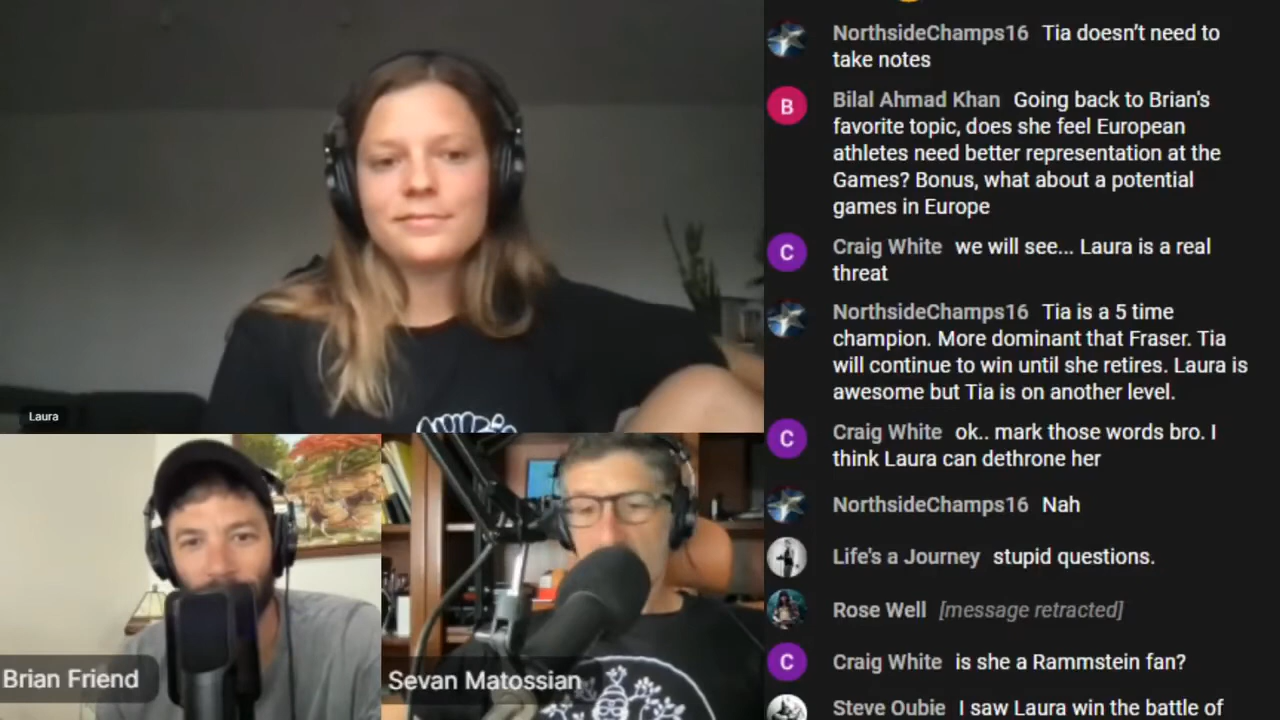 Laura
Brian Friend
Sevan Matossian
NorthsideChamps16 Tia doesn't need to
take notes
B
Bilal Ahmad Khan Going back to Brian's
favorite topic, does she feel European
athletes need better representation at the
Games? Bonus, what about a potential
games in Europe
C
Craig White we will see... Laura is a real
threat
NorthsideChamps16 Tia is a 5 time
champion. More dominant that Fraser. Tia
will continue to win until she retires. Laura is
awesome but Tia is on another level.
C
Craig White ok.. mark those words bro. I
think Laura can dethrone her
NorthsideChamps16 Nah
Life's a Journey stupid questions.
Rose Well [message retracted]
C
Craig White is she a Rammstein fan?
Steve Oubie I saw Laura win the battle of